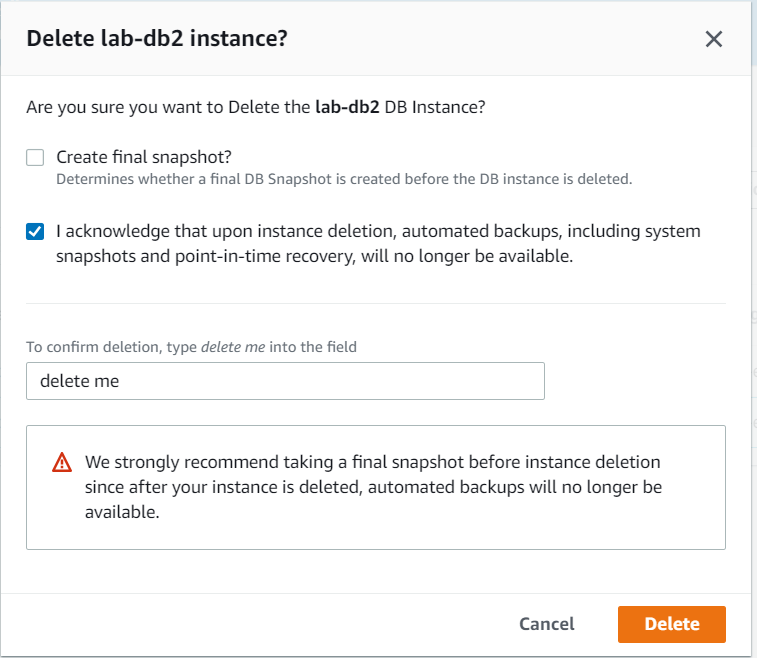 Delete lab-db2 instance?
Are you sure you want to Delete the lab-db2 DB Instance?
Create final snapshot?
Determines whether a final DB Snapshot is created before the DB instance is deleted.
I acknowledge that upon instance deletion, automated backups, including system
snapshots and point-in-time recovery, will no longer be available.
To confirm deletion, type delete me into the field
delete me
We strongly recommend taking a final snapshot before instance deletion
since after your instance is deleted, automated backups will no longer be
available.
Cancel Delete